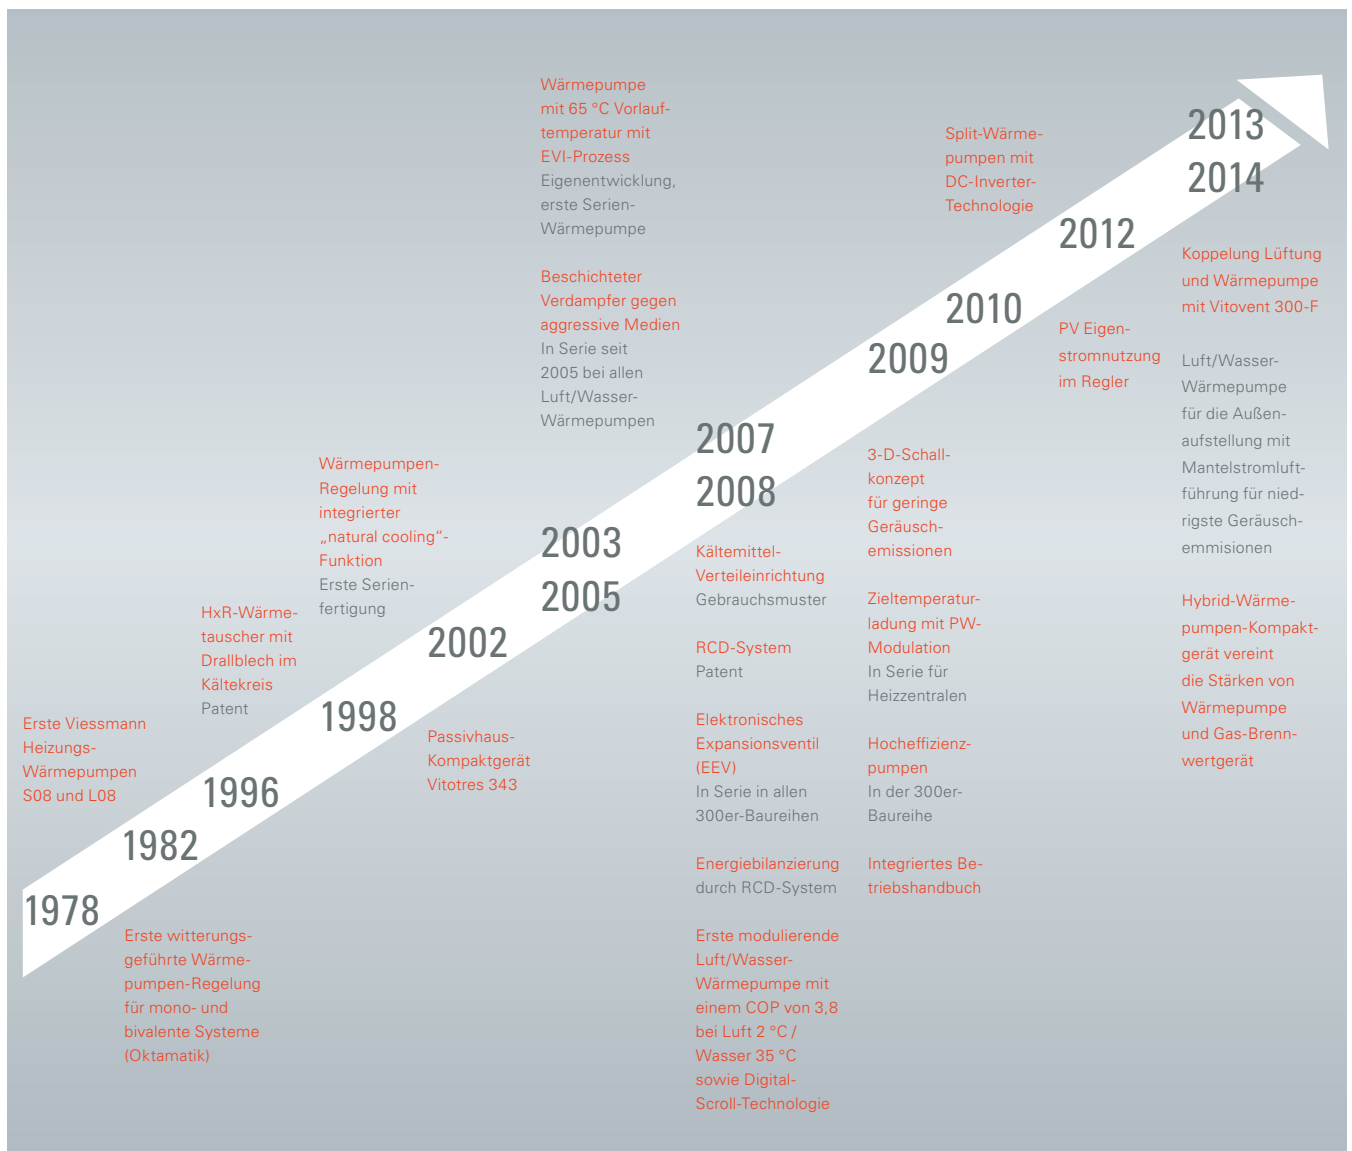 1978
Erste Viessmann
Heizungs-
Wärmepumpen
S08 und L08
1982
Erste witterungs-
geführte Wärme-
pumpen-Regelung
für mono- und
bivalente Systeme
(Oktamatik)
1996
HxR-Wärme-
tauscher mit
Drallblech im
Kältekreis
Patent
1998
Wärmepumpen-
Regelung mit
integrierter
„natural cooling“-
Funktion
Erste Serien-
fertigung
2002
Passivhaus-
Kompaktgerät
Vitotres 343
2003
2005
Wärmepumpe
mit 65 °C Vorlauf-
temperatur mit
EVI-Prozess
Eigenentwicklung,
erste Serien-
Wärmepumpe
Beschichteter
Verdampfer gegen
aggressive Medien
In Serie seit
2005 bei allen
Luft/Wasser-
Wärmepumpen
2007
2008
Kältemittel-
Verteileinrichtung
Gebrauchsmuster
RCD-System
Patent
Elektronisches
Expansionsventil
(EEV)
In Serie in allen
300er-Baureihen
Energiebilanzierung
durch RCD-System
Erste modulierende
Luft/Wasser-
Wärmepumpe mit
einem COP von 3,8
bei Luft 2 °C /
Wasser 35 °C
sowie Digital-
Scroll-Technologie
2009
3-D-Schall-
konzept
für geringe
Geräusch-
emissionen
Zieltemperatur-
ladung mit PW-
Modulation
In Serie für
Heizzentralen
Hocheffizienz-
pumpen
In der 300er-
Baureihe
Integriertes Be-
triebshandbuch
2010
Split-Wärme-
pumpen mit
DC-Inverter-
Technologie
2012
PV Eigen-
stromnutzung
im Regler
2013
2014
Koppelung Lüftung
und Wärmepumpe
mit Vitovent 300-F
Luft/Wasser-
Wärmepumpe
für die Außen-
aufstellung mit
Mantelstromluft-
führung für nied-
rigste Geräusch-
emmisionen
Hybrid-Wärme-
pumpen-Kompakt-
gerät vereint
die Stärken von
Wärmepumpe
und Gas-Brenn-
wertgerät